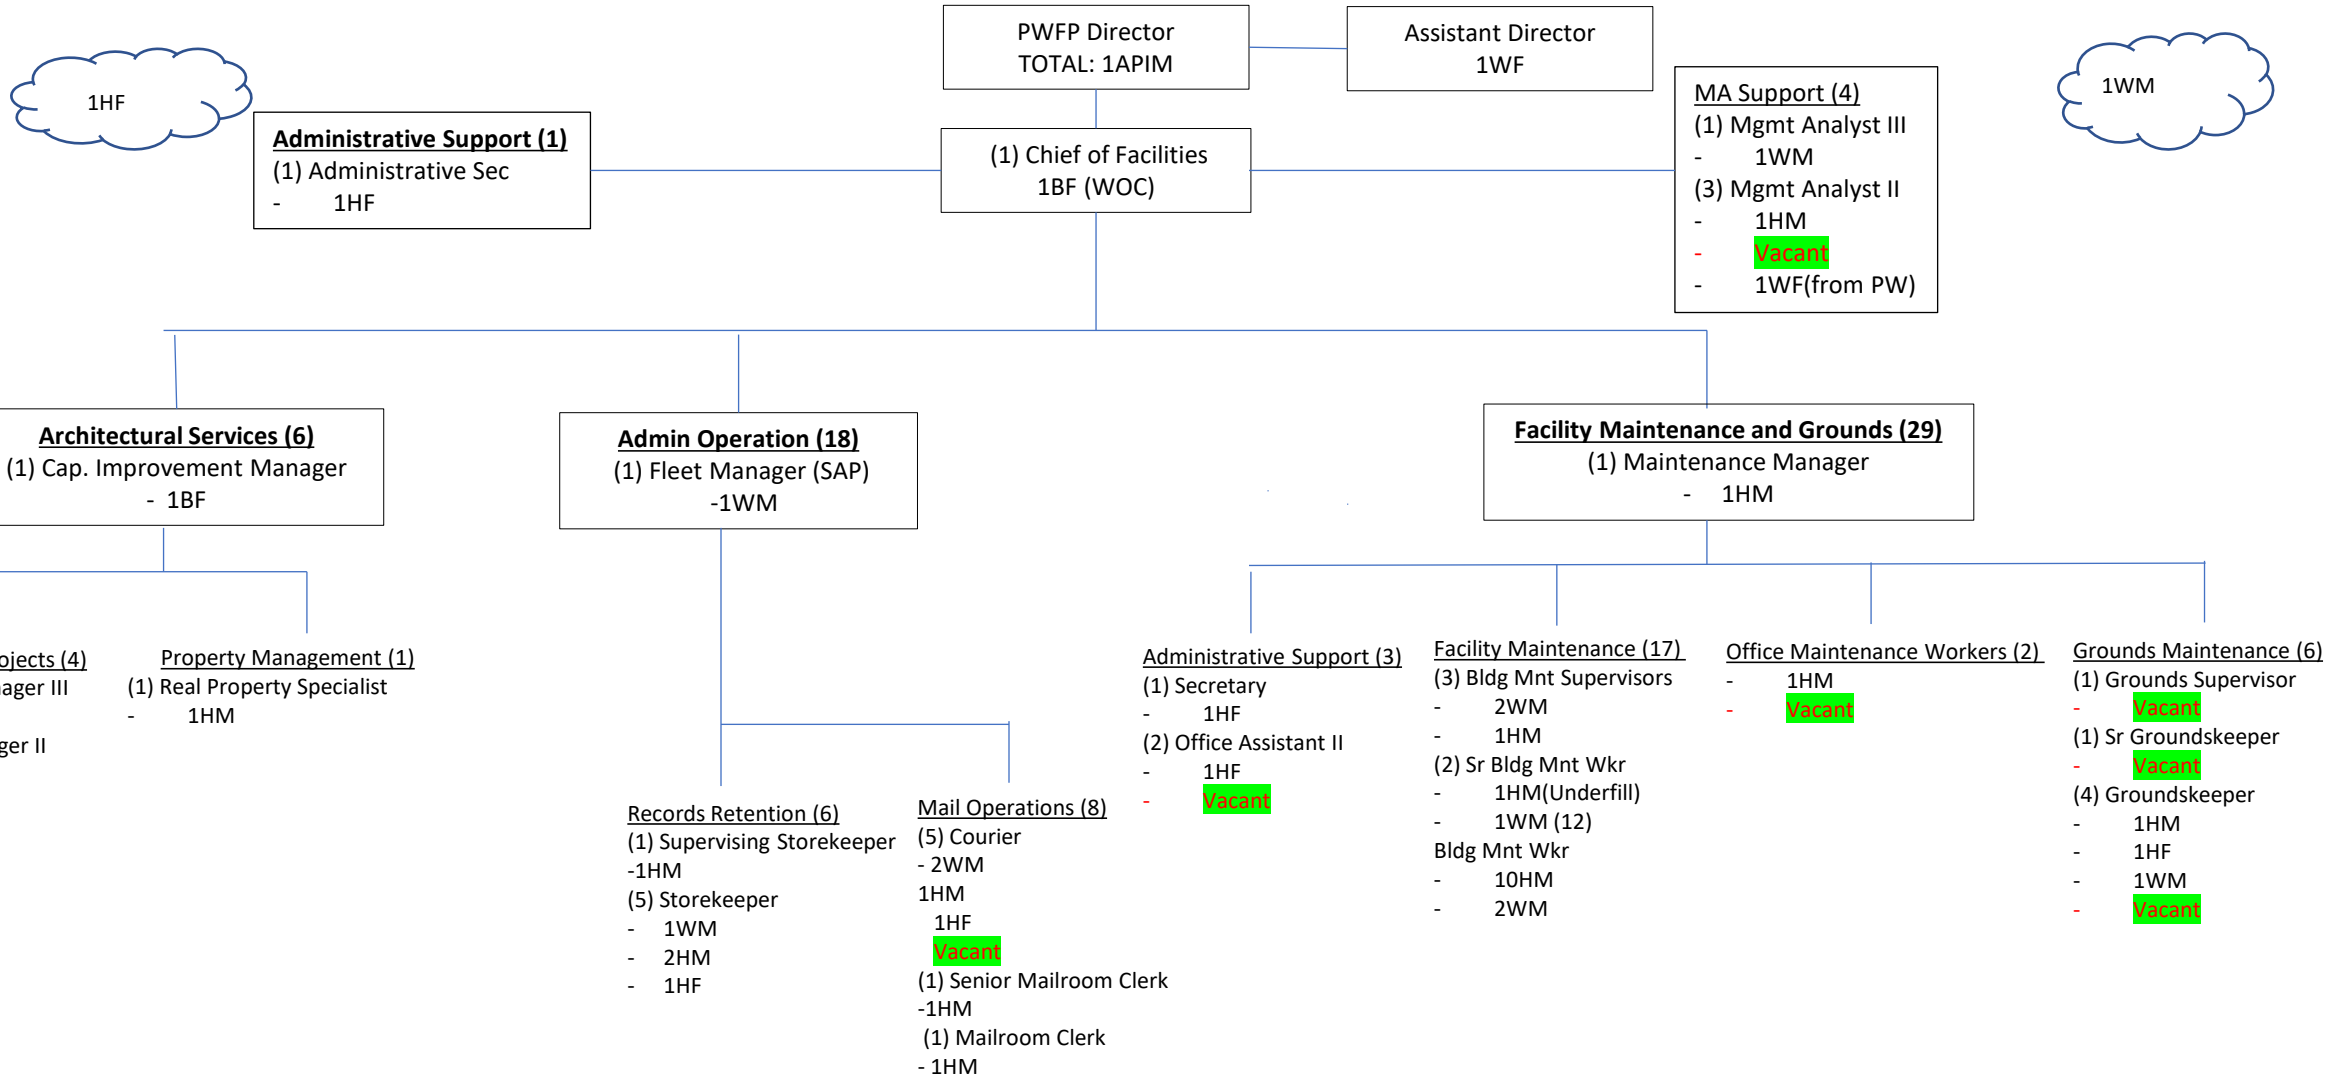 PWFP Director
TOTAL: 1APIM
Assistant Director
1WF
1HF
1WM
Administrative Support (1)
(1) Administrative Sec
- 1HF
(1) Chief of Facilities
1BF (WOC)
MA Support (4)
(1) Mgmt Analyst III
- 1WM
(3) Mgmt Analyst II
- 1HM
- Vacant
- 1WF(from PW)
Architectural Services (6)
(1) Cap. Improvement Manager
- 1BF
Admin Operation (18)
(1) Fleet Manager (SAP)
-1WM
Facility Maintenance and Grounds (29)
(1) Maintenance Manager
- 1HM
ojects (4)
ager III
ger II
Property Management (1)
(1) Real Property Specialist
- 1HM
Records Retention (6)
(1) Supervising Storekeeper
-1HM
(5) Storekeeper
- 1WM
- 2HM
- 1HF
Mail Operations (8)
(5) Courier
- 2WM
1HM
1HF
Vacant
(1) Senior Mailroom Clerk
-1HM
(1) Mailroom Clerk
- 1HM
Administrative Support (3)
(1) Secretary
- 1HF
(2) Office Assistant II
- 1HF
- Vacant
Facility Maintenance (17)
(3) Bldg Mnt Supervisors
- 2WM
- 1HM
(2) Sr Bldg Mnt Wkr
- 1HM(Underfill)
- 1WM (12)
Bldg Mnt Wkr
- 10HM
- 2WM
Office Maintenance Workers (2)
- 1HM
- Vacant
Grounds Maintenance (6)
(1) Grounds Supervisor
- Vacant
(1) Sr Groundskeeper
- Vacant
(4) Groundskeeper
- 1HM
- 1HF
- 1WM
- Vacant